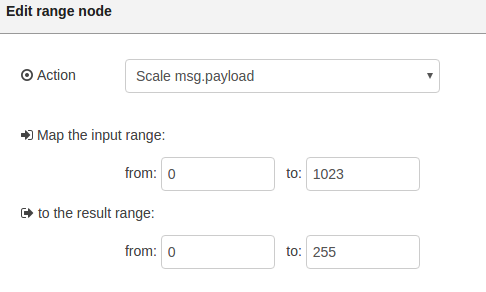 Edit range node
Action Scale msg.payload
Map the input range:
from: 0 to: 1023
to the result range:
from: 0 to: 255